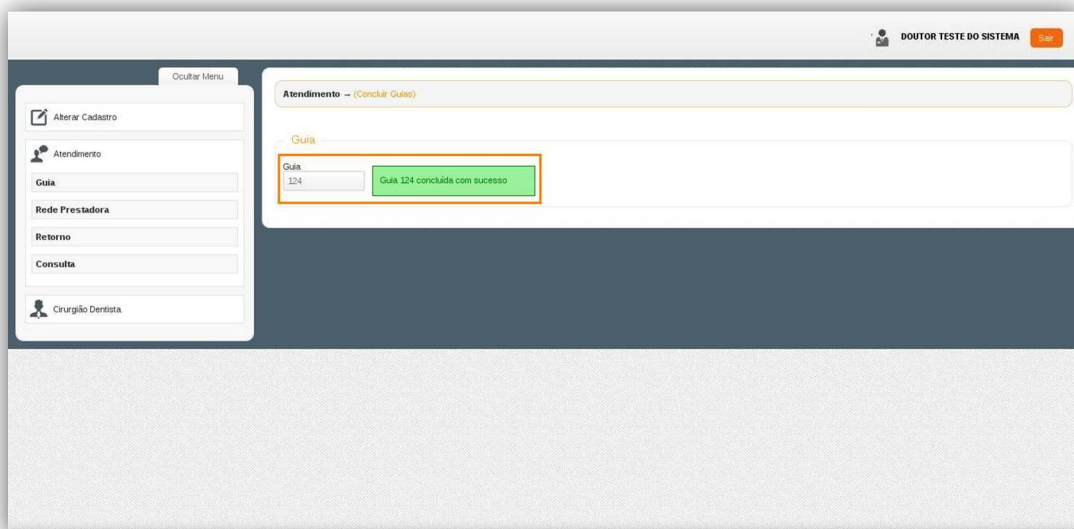 DOUTOR TESTE DO SISTEMA
Sair
Ocultar Menu
Alterar Cadastro
Atendimento
Guia
Rede Prestadora
Retorno
Consulta
Cirurgião Dentista
Atendimento → (Concluir Guias)
Guia
Guia
124
Guia 124 concluida com sucesso